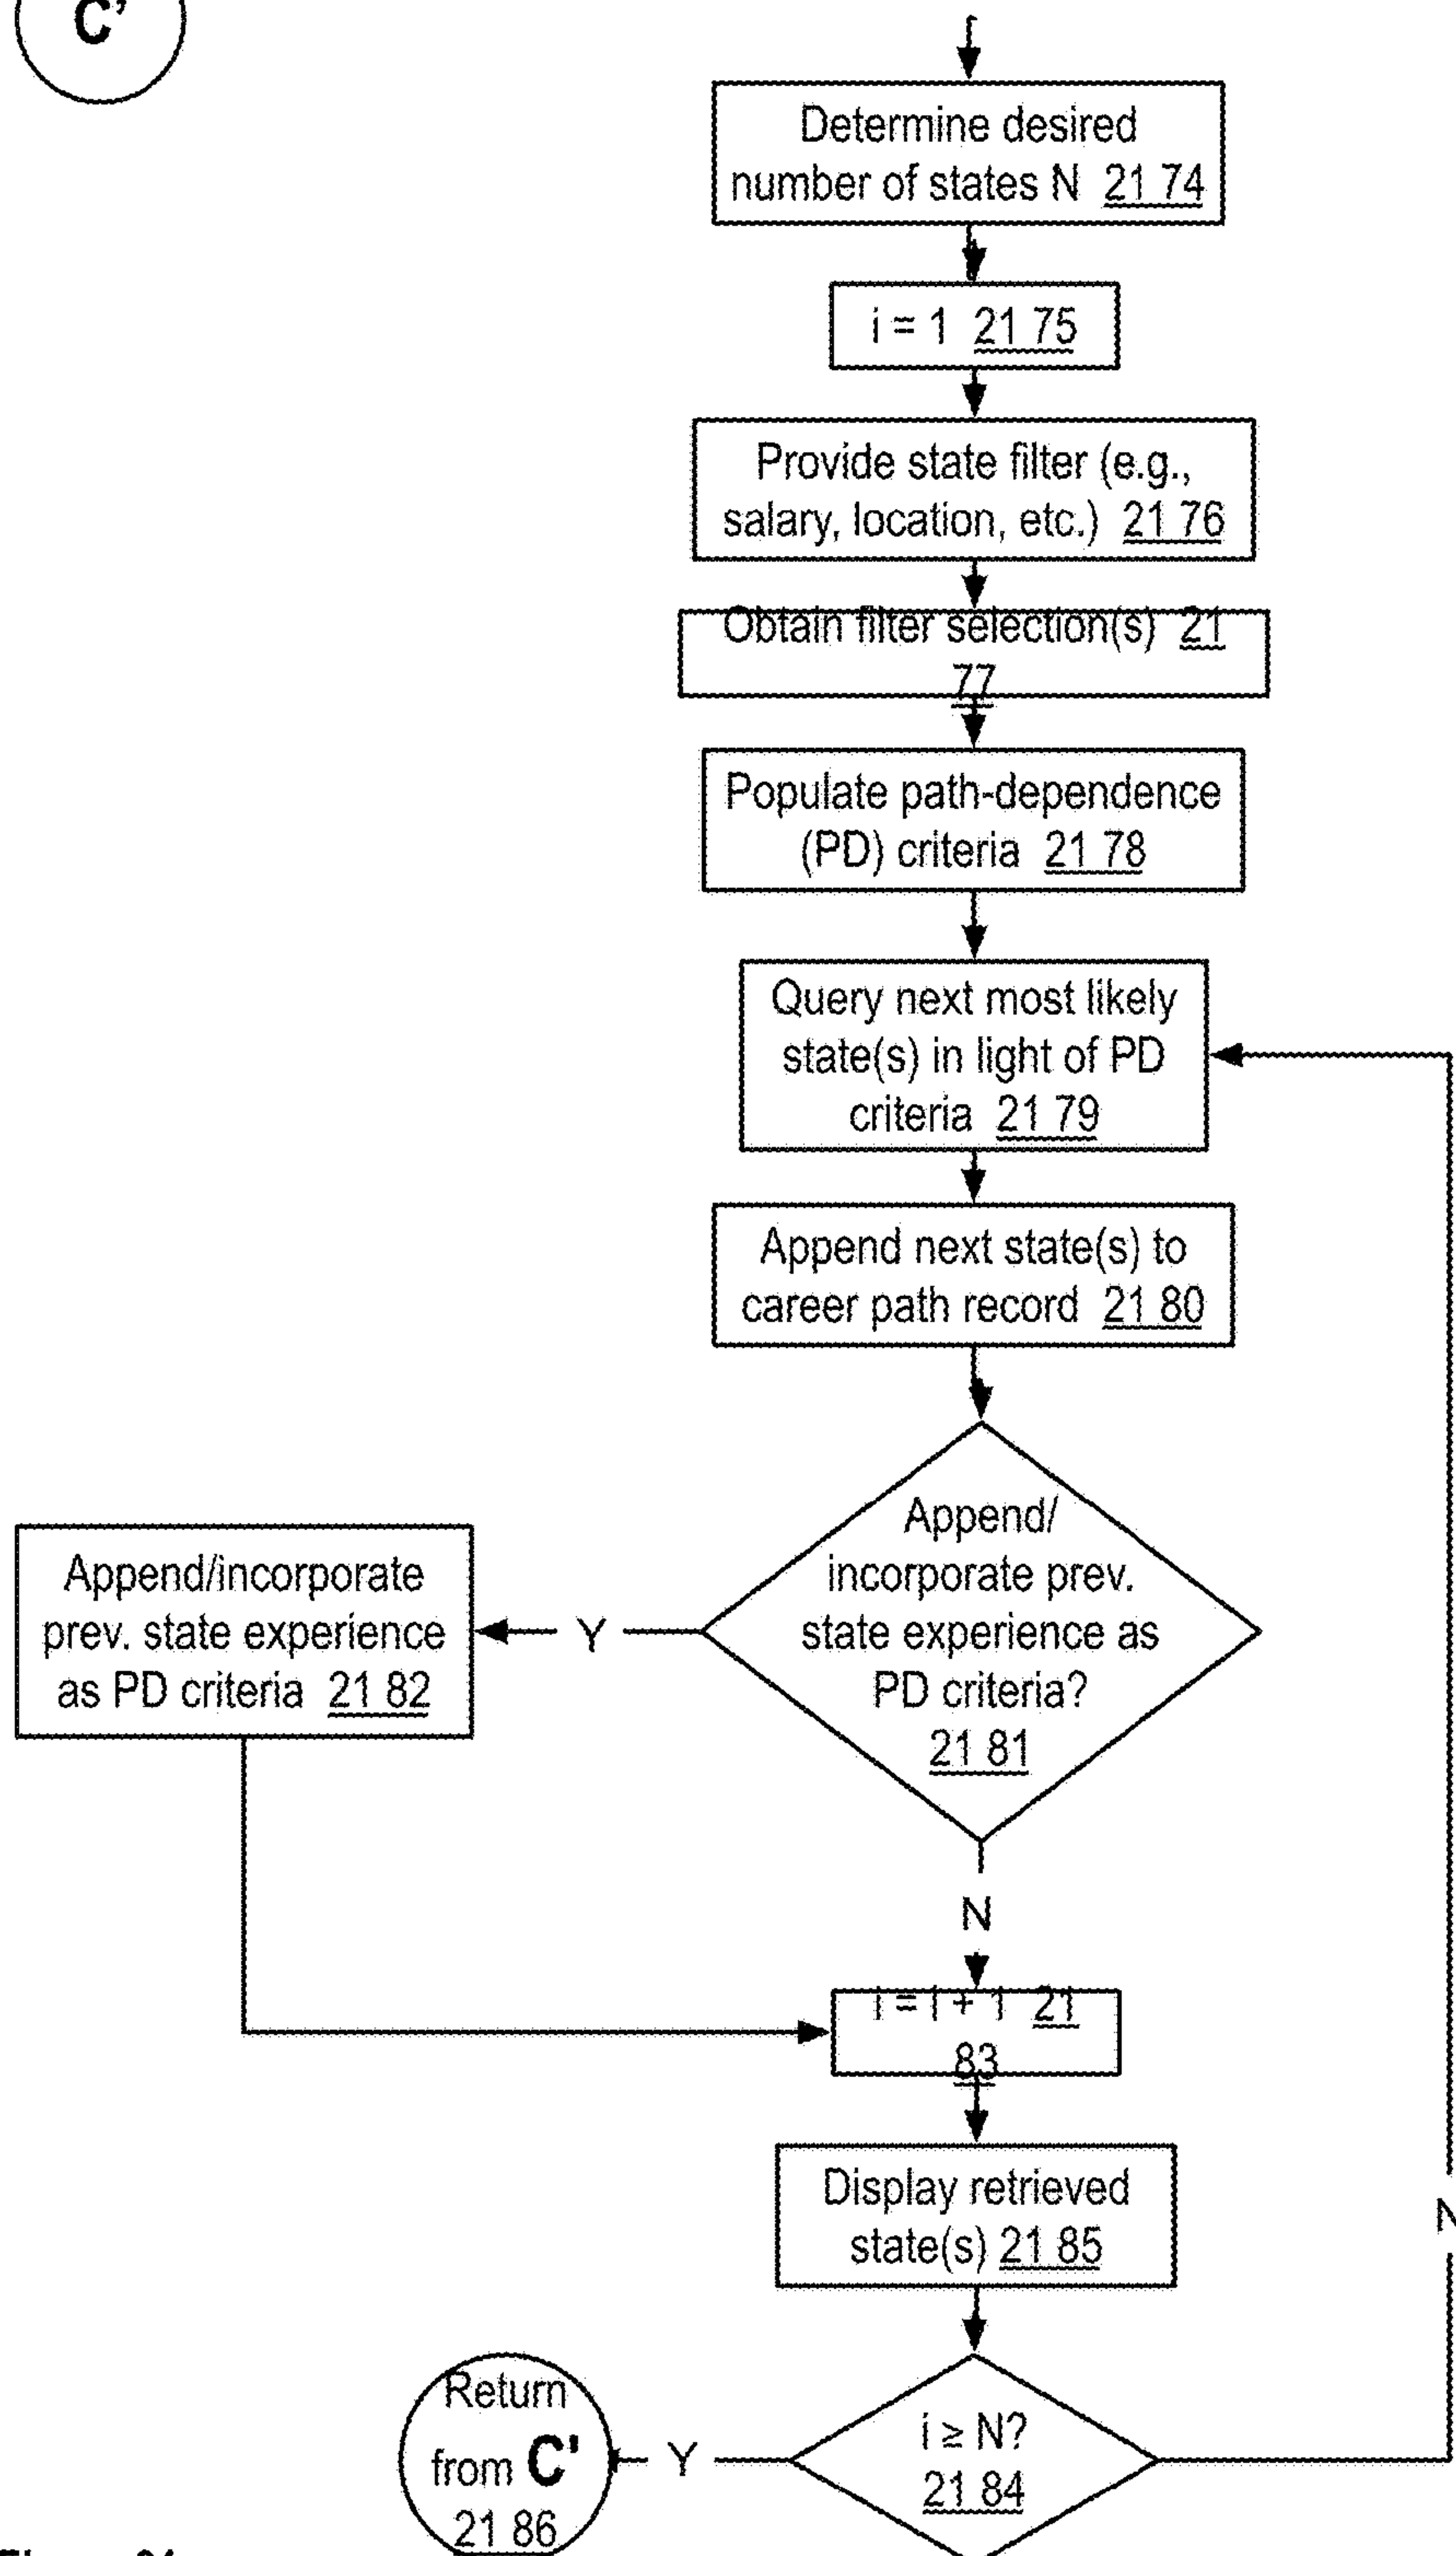 C'
Determine desired
number of states N 21 74
i = 1 21 75
Provide state filter (e.g.,
salary, location, etc.) 21 76
Obtain filter selection(s) 21
77
Populate path-dependence
(PD) criteria 21 78
Query next most likely
state(s) in light of PD
criteria 21 79
Append next state(s) to
career path record 21 80
Append/
incorporate prev.
state experience as
PD criteria?
21 81
Append/incorporate
prev. state experience
as PD criteria 21 82
Y
N
i = i + 1 21
83
Display retrieved
state(s) 21 85
N
i ≥ N?
21 84
Y
Return
from C'
21 86